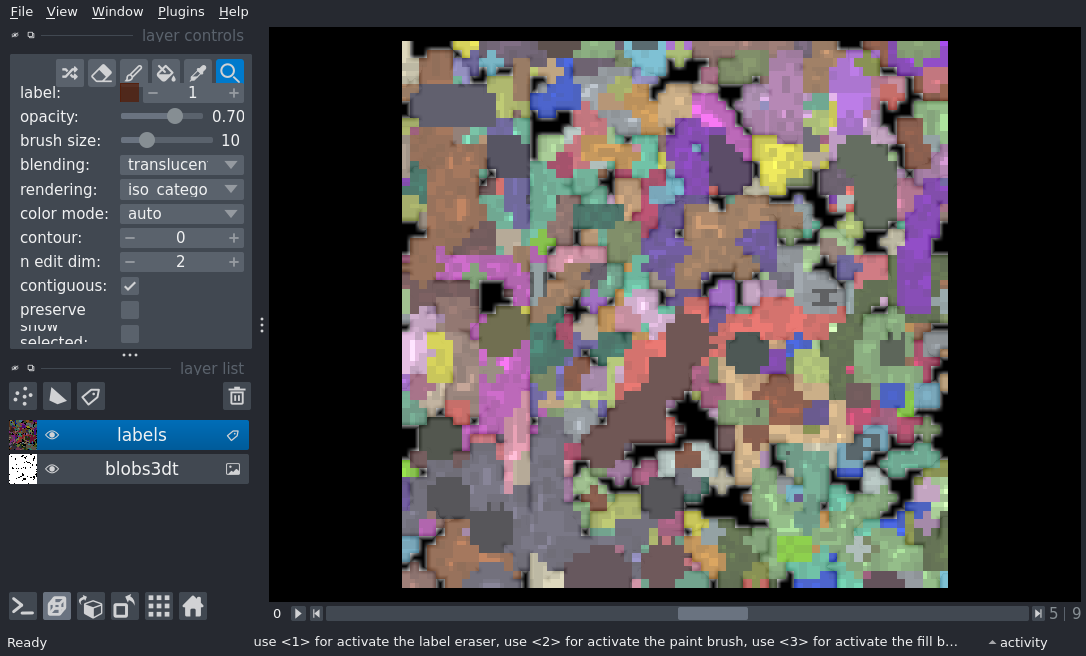 File View Window Plugins Help
layer controls
label: 1
opacity: 0.70
brush size: 10
blending: translucen
rendering: iso_catego
color mode: auto
contour: 0
n edit dim: 2
contiguous:
preserve
show
selected:
layer list
labels
blobs3dt
0 5 | 9
Ready use <1> for activate the label eraser, use <2> for activate the paint brush, use <3> for activate the fill b... activity